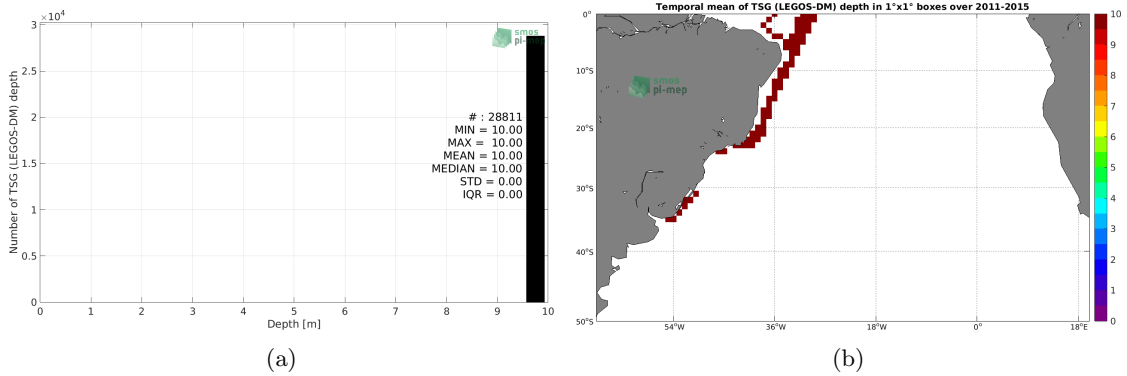 ×10⁴
3
2.5
2
1.5
1
0.5
0
Number of TSG (LEGOS-DM) depth
smos
pi-mep
# : 28811
MIN = 10.00
MAX = 10.00
MEAN = 10.00
MEDIAN = 10.00
STD = 0.00
IQR = 0.00
0 1 2 3 4 5 6 7 8 9 10
Depth [m]
(a)
Temporal mean of TSG (LEGOS-DM) depth in 1°x1° boxes over 2011-2015
0°
10°S
20°S
30°S
40°S
50°S
smos
pi-mep
54°W 36°W 18°W 0° 18°E
10
9
8
7
6
5
4
3
2
1
0
(b)